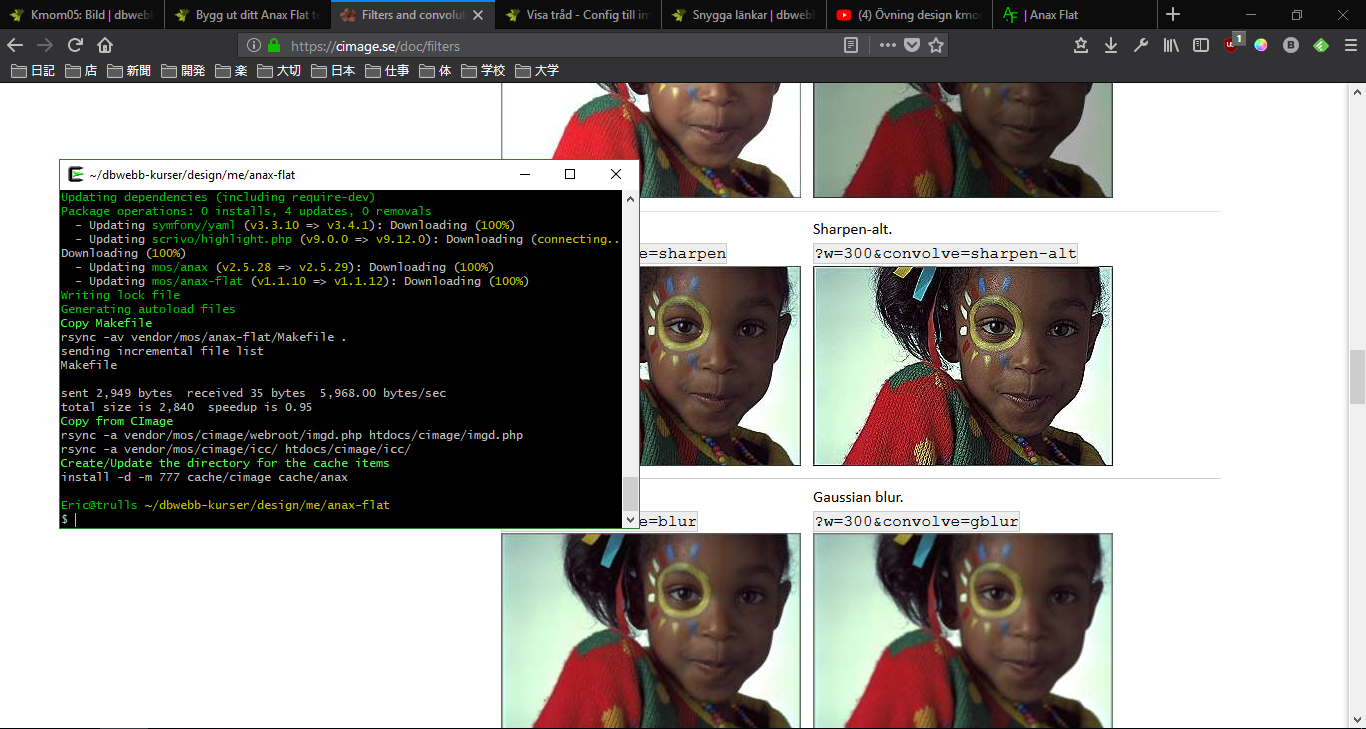 Kmom05: Bild | dbweb
Bygg ut ditt Anax Flat t
Filters and convolut
Visa tråd - Config till im
Snygga länkar | dbweb
(4) Övning design kmo
| Anax Flat
https://cimage.se/doc/filters
1
日記
店
新聞
開発
楽
大切
日本
仕事
体
学校
大学
~/dbwebb-kurser/design/me/anax-flat
Updating dependencies (including require-dev)
Package operations: 0 installs, 4 updates, 0 removals
- Updating symfony/yaml (v3.3.10 => v3.4.1): Downloading (100%)
- Updating scrivo/highlight.php (v9.0.0 => v9.12.0): Downloading (connecting..
Downloading (100%)
- Updating mos/anax (v2.5.28 => v2.5.29): Downloading (100%)
- Updating mos/anax-flat (v1.1.10 => v1.1.12): Downloading (100%)
Writing lock file
Generating autoload files
Copy Makefile
rsync -av vendor/mos/anax-flat/Makefile .
sending incremental file list
Makefile
sent 2,949 bytes  received 35 bytes  5,968.00 bytes/sec
total size is 2,840  speedup is 0.95
Copy from CImage
rsync -a vendor/mos/cimage/webroot/imgd.php htdocs/cimage/imgd.php
rsync -a vendor/mos/cimage/icc/ htdocs/cimage/icc/
Create/Update the directory for the cache items
install -d -m 777 cache/cimage cache/anax
Eric@trulls ~/dbwebb-kurser/design/me/anax-flat
$
e=sharpen
Sharpen-alt.
?w=300&convolve=sharpen-alt
e=blur
Gaussian blur.
?w=300&convolve=gblur